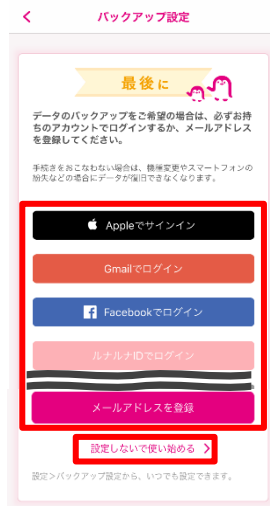 バックアップ設定
最後に
データのバックアップをご希望の場合は、必ずお持
ちのアカウントでログインするか、メールアドレス
を登録してください。
手続きをおこなわない場合は、機種変更やスマートフォンの
紛失などの場合にデータが復旧できなくなります。
Appleでサインイン
Gmailでログイン
Facebookでログイン
ルナルナIDでログイン
メールアドレスを登録
設定しないで使い始める
設定>バックアップ設定から、いつでも設定できます。